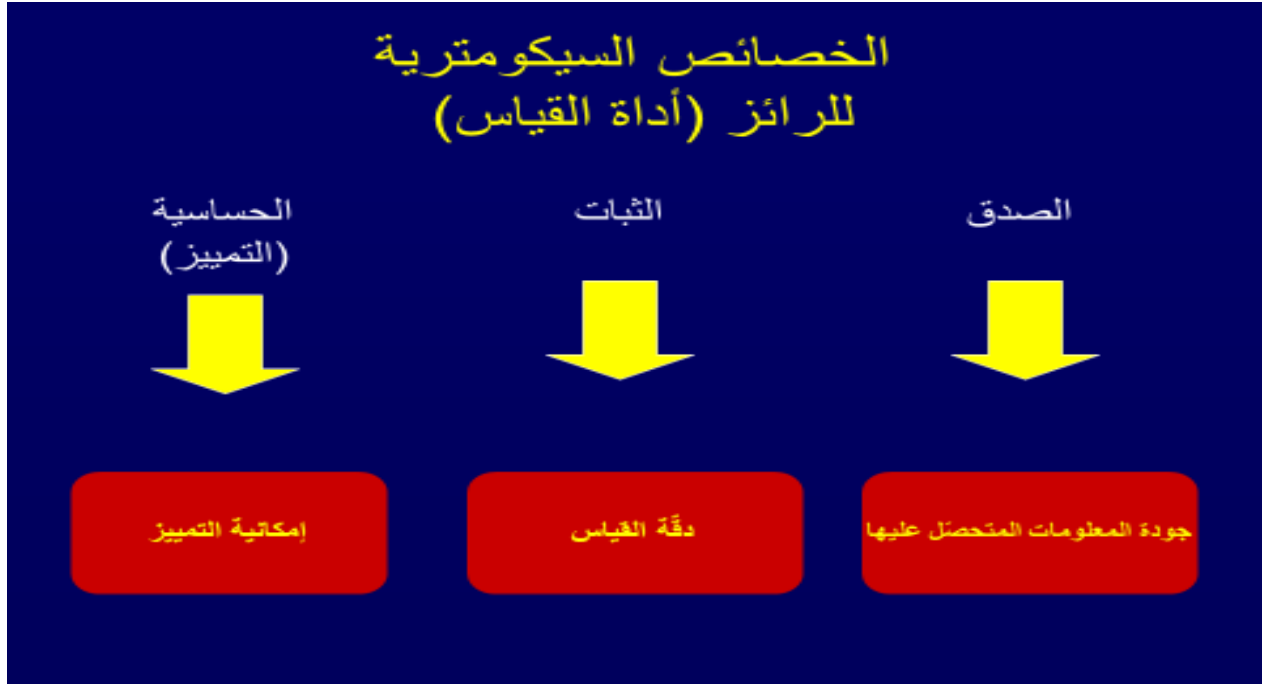 الخصائص السيكومترية
للرائز (أداة القياس)
الصدق
الثبات
الحساسية
(التمييز)
جودة المعلومات المتحصّل عليها
دقّة القياس
إمكانية التمييز